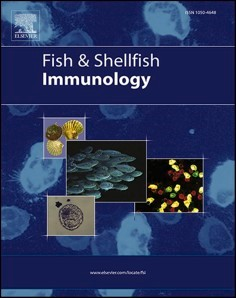 ISSN 1050-4648
ELSEVIER
Fish & Shellfish
Immunology
www.elsevier.com/locate/fsi